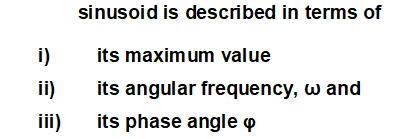 sinusoid is described in terms of
i) its maximum value
ii) its angular frequency, ω and
iii) its phase angle φ